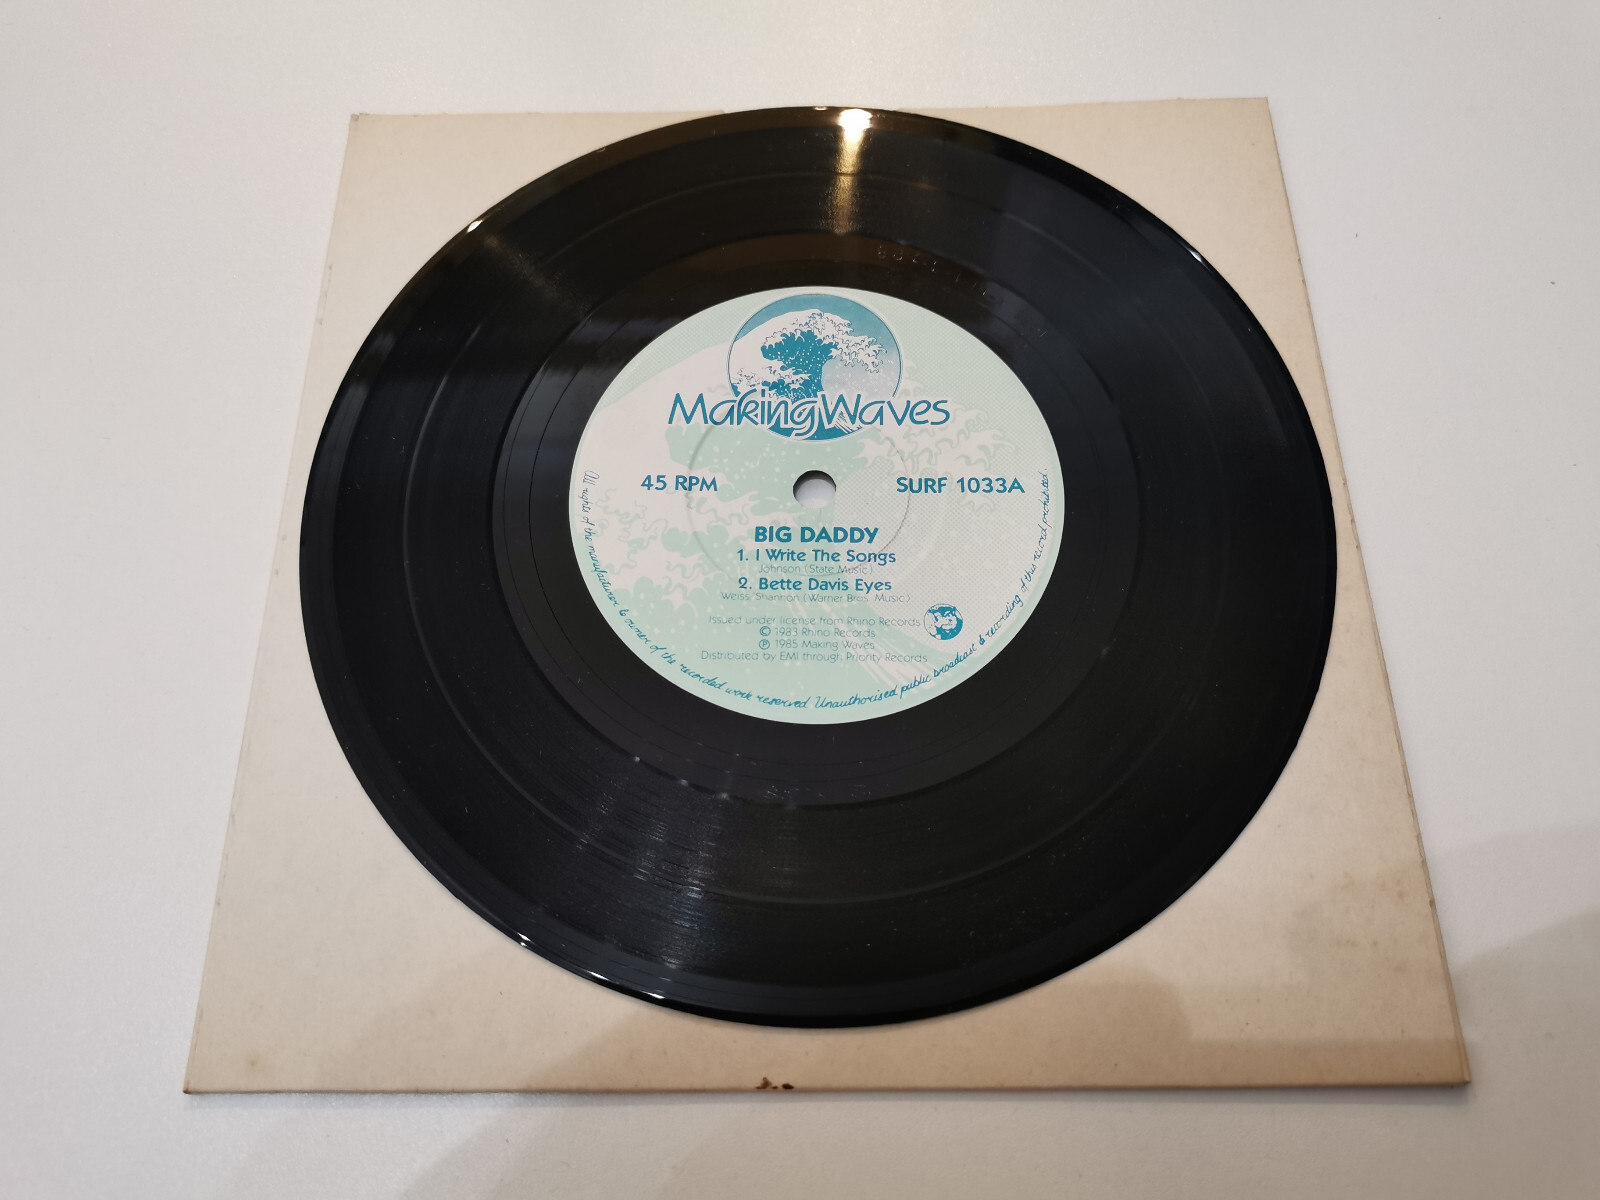 Making Waves
45 RPM
SURF 1033A
BIG DADDY
1. I Write The Songs
Johnson (State Music)
2. Bette Davis Eyes
Weiss, Shannon (Warner Bros. Music)
Issued under license from Rhino Records
© 1983 Rhino Records
℗ 1985 Making Waves
Distributed by EMI through Priority Records
All rights of the manufacturer & owner of the recorded work reserved Unauthorised public broadcast & recording of this record prohibited.